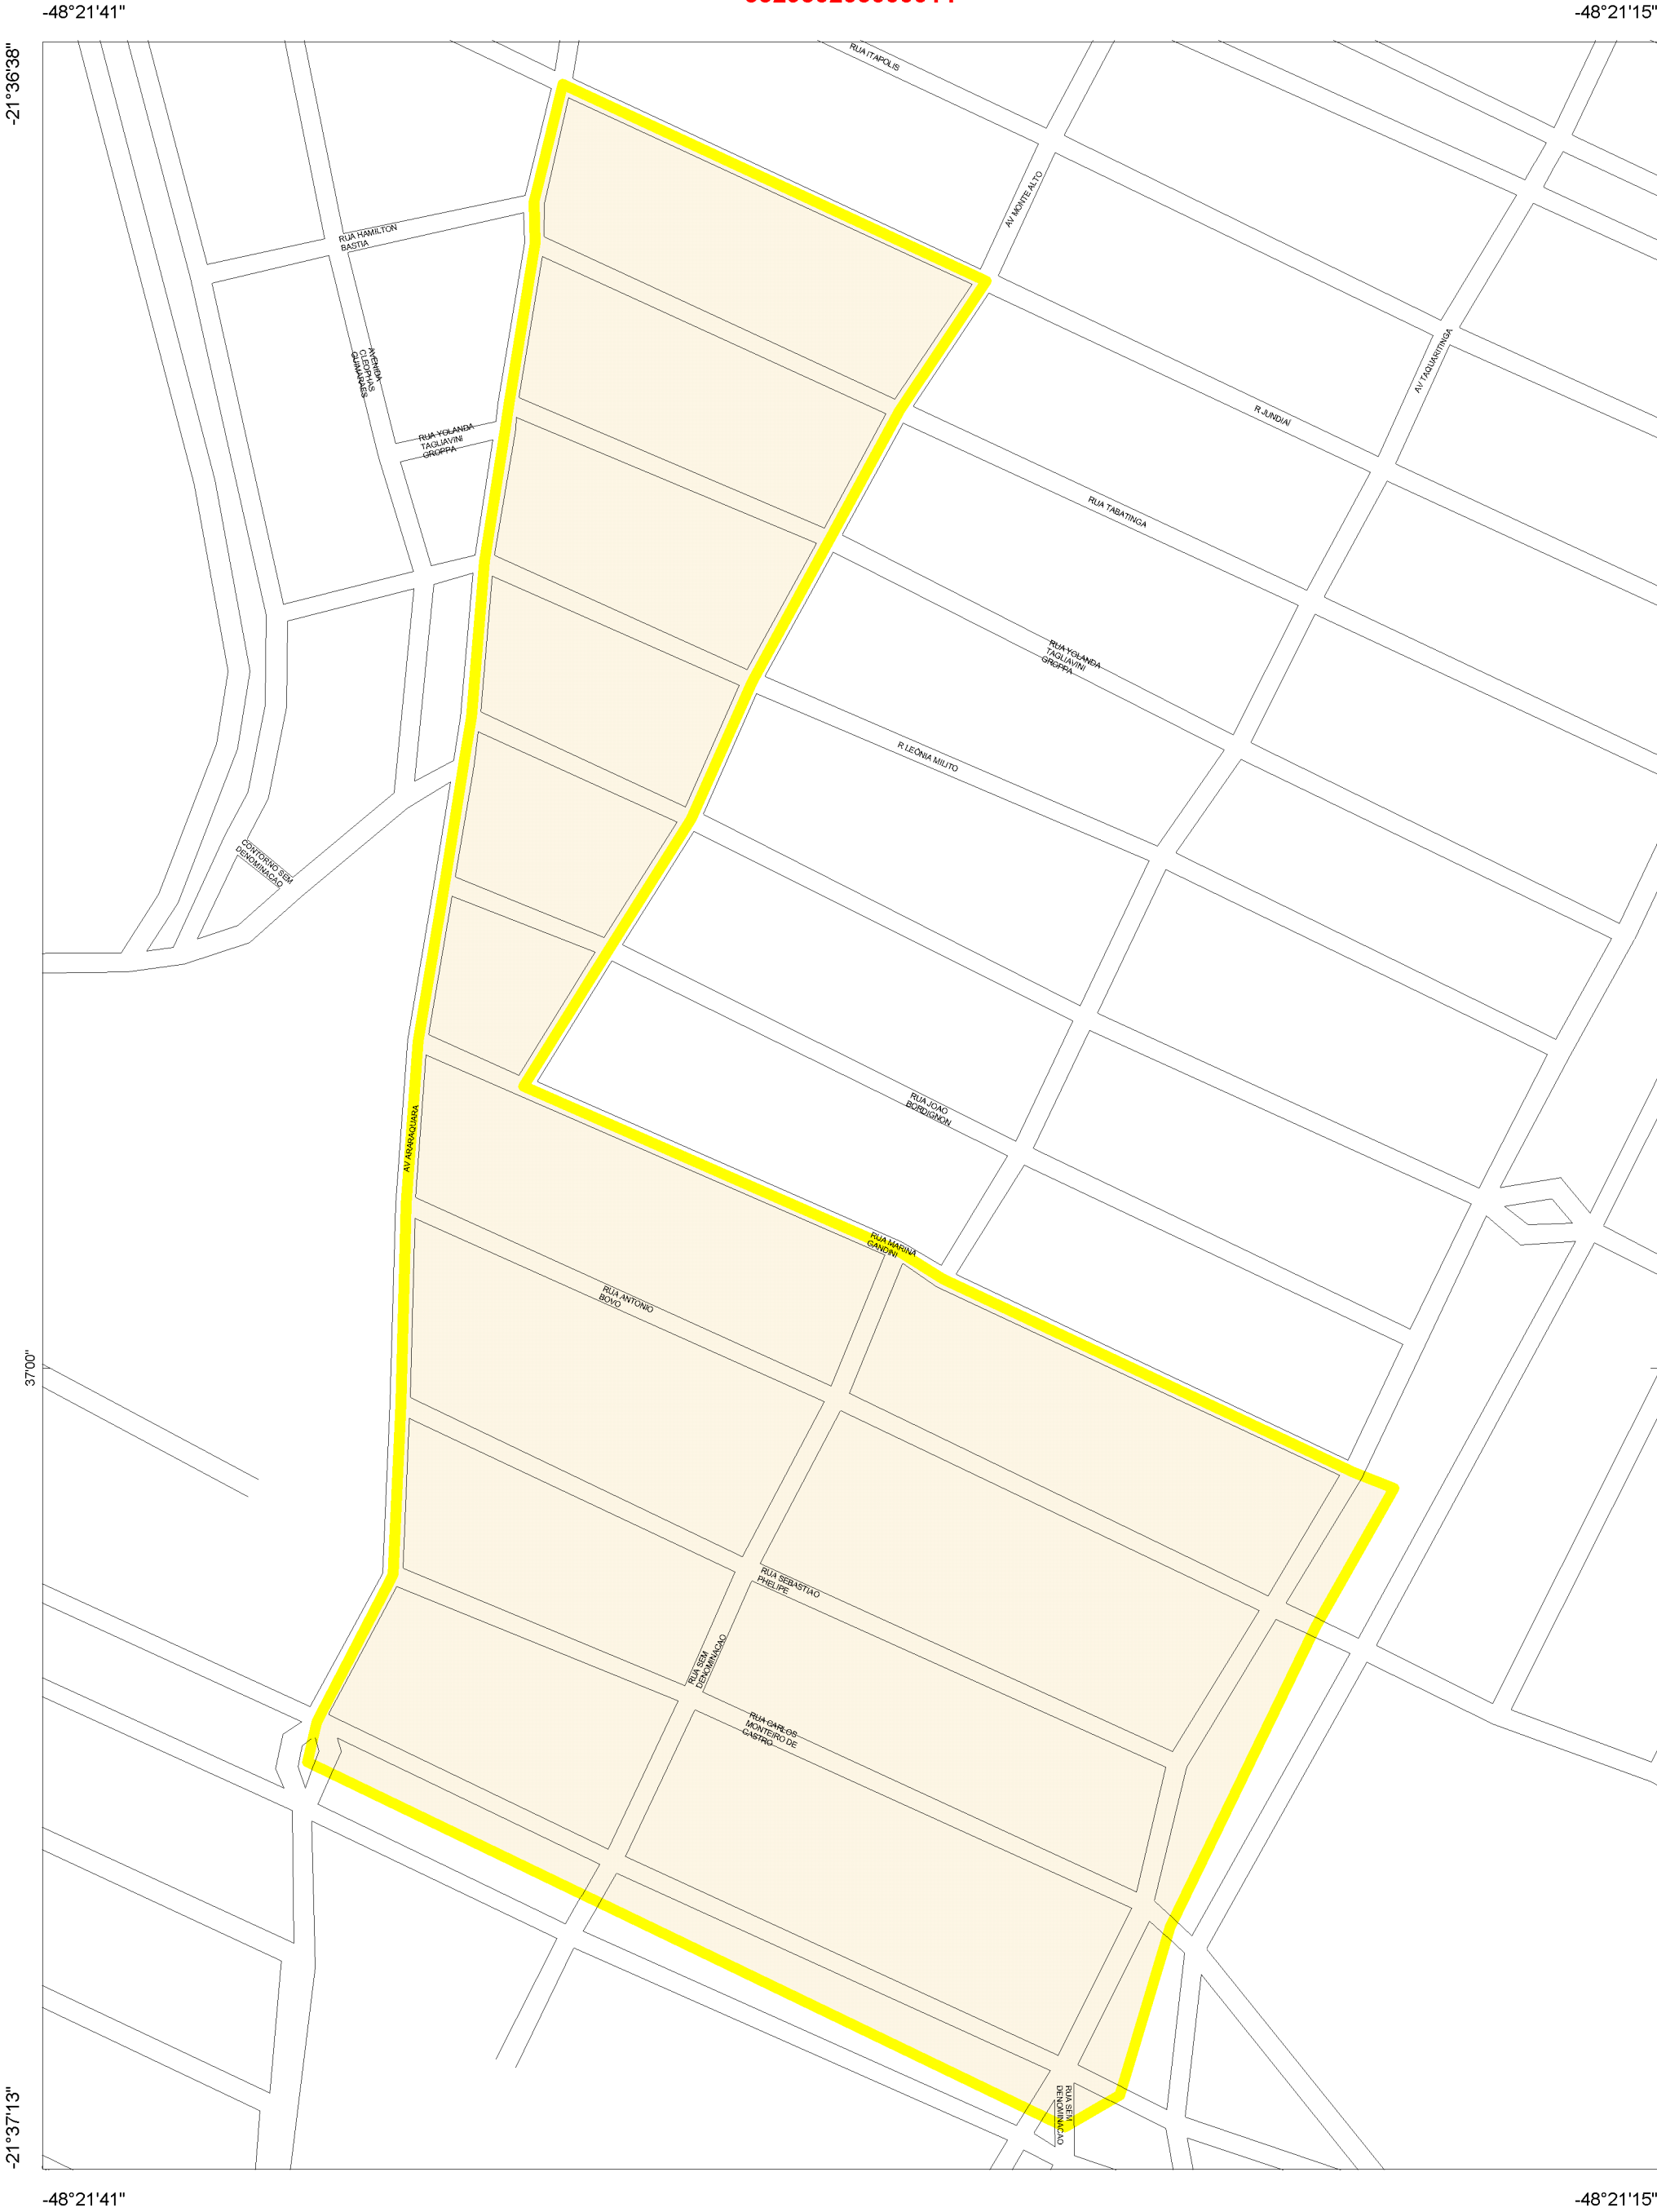 -48°21'41"
-48°21'15"
-21°36'38"
RUA ITAPOLIS
AV MONTE ALTO
RUA HAMILTON
BASTIA
AVENIDA
CLEOPHAS
GUIMARAES
AV TAQUARITINGA
R JUNDIAÍ
RUA YOLANDA
TAGLIAVINI
GROPPA
RUA TABATINGA
RUA YOLANDA
TAGLIAVINI
GROPPA
R LEÔNIA MILITO
CONTORNO SEM
DENOMINACAO
RUA JOAO
BORDIGNON
AV ARARAQUARA
RUA MARINA
GANDINI
RUA ANTONIO
BOVO
37'00"
RUA SEBASTIAO
PHELIPE
RUA SEM
DENOMINACAO
RUA CARLOS
MONTEIRO DE
CASTRO
RUA SEM
DENOMINACAO
-21°37'13"
-48°21'41"
-48°21'15"